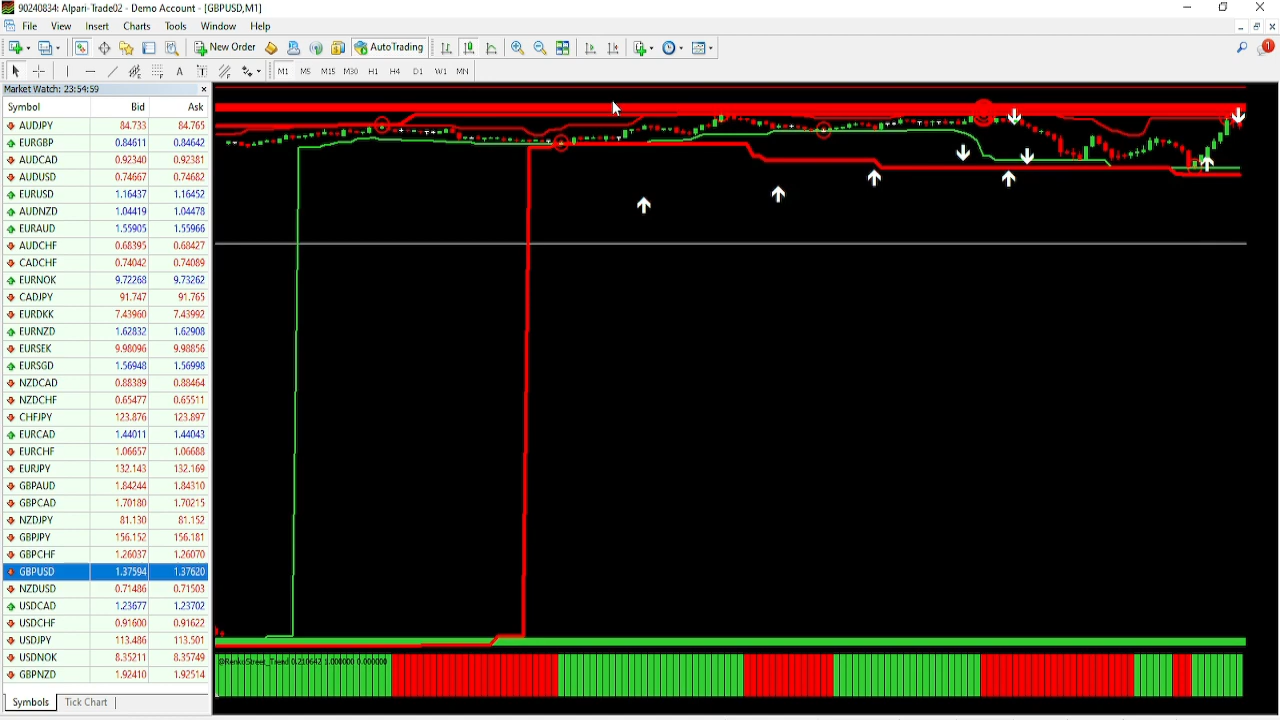 90240834: Alpari-Trade02 - Demo Account - [GBPUSD,M1]
File View Insert Charts Tools Window Help
New Order AutoTrading 1
A T M1 M5 M15 M30 H1 H4 D1 W1 MN
Market Watch: 23:54:59
Symbol Bid Ask
AUDJPY 84.733 84.765
EURGBP 0.84611 0.84642
AUDCAD 0.92340 0.92381
AUDUSD 0.74667 0.74682
EURUSD 1.16437 1.16452
AUDNZD 1.04419 1.04478
EURAUD 1.55905 1.55966
AUDCHF 0.68395 0.68427
CADCHF 0.74042 0.74089
EURNOK 9.72268 9.73262
CADJPY 91.747 91.765
EURDKK 7.43960 7.43992
EURNZD 1.62832 1.62908
EURSEK 9.98096 9.98856
EURSGD 1.56948 1.56998
NZDCAD 0.88389 0.88464
NZDCHF 0.65477 0.65511
CHFJPY 123.876 123.897
EURCAD 1.44011 1.44043
EURCHF 1.06657 1.06688
EURJPY 132.143 132.169
GBPAUD 1.84244 1.84310
GBPCAD 1.70180 1.70215
NZDJPY 81.130 81.152
GBPJPY 156.152 156.181
GBPCHF 1.26037 1.26070
GBPUSD 1.37594 1.37620
NZDUSD 0.71486 0.71503
USDCAD 1.23677 1.23702
USDCHF 0.91600 0.91622
USDJPY 113.486 113.501
USDNOK 8.35211 8.35749
GBPNZD 1.92410 1.92514
@RenkoStreet_Trend 0.210642 1.000000 0.000000
Symbols Tick Chart